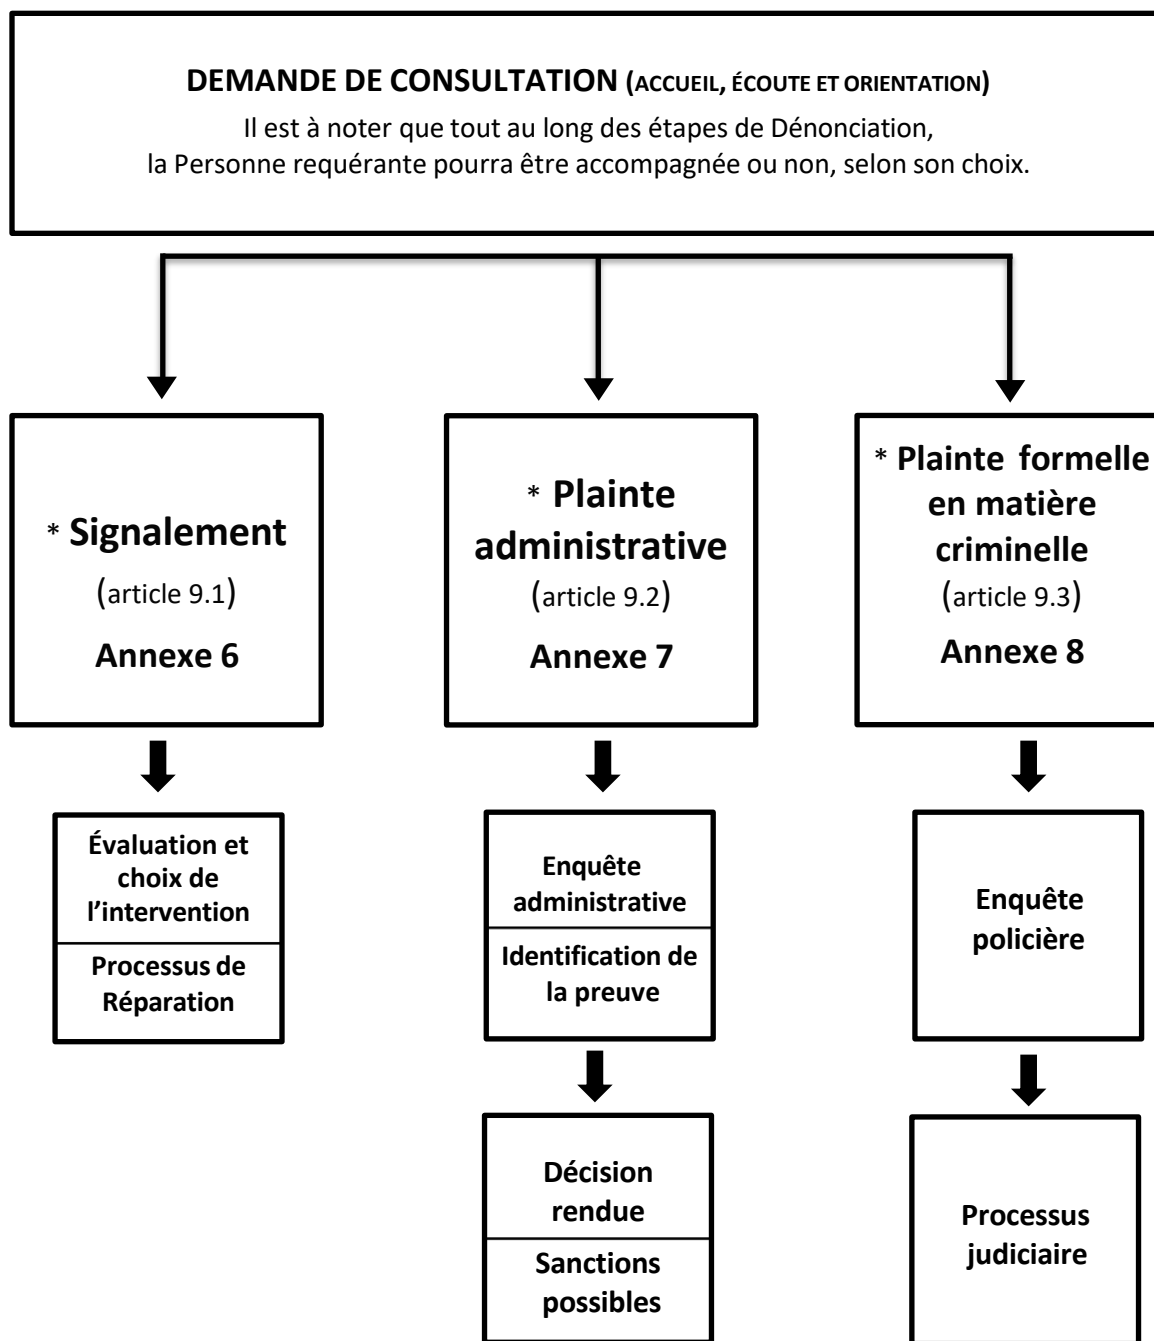 DEMANDE DE CONSULTATION (ACCUEIL, ÉCOUTE ET ORIENTATION)
Il est à noter que tout au long des étapes de Dénonciation,
la Personne requérante pourra être accompagnée ou non, selon son choix.
* Signalement
(article 9.1)
Annexe 6
* Plainte
administrative
(article 9.2)
Annexe 7
* Plainte formelle
en matière
criminelle
(article 9.3)
Annexe 8
Évaluation et
choix de
l'intervention
Processus de
Réparation
Enquête
administrative
Identification de
la preuve
Enquête
policière
Décision
rendue
Sanctions
possibles
Processus
judiciaire